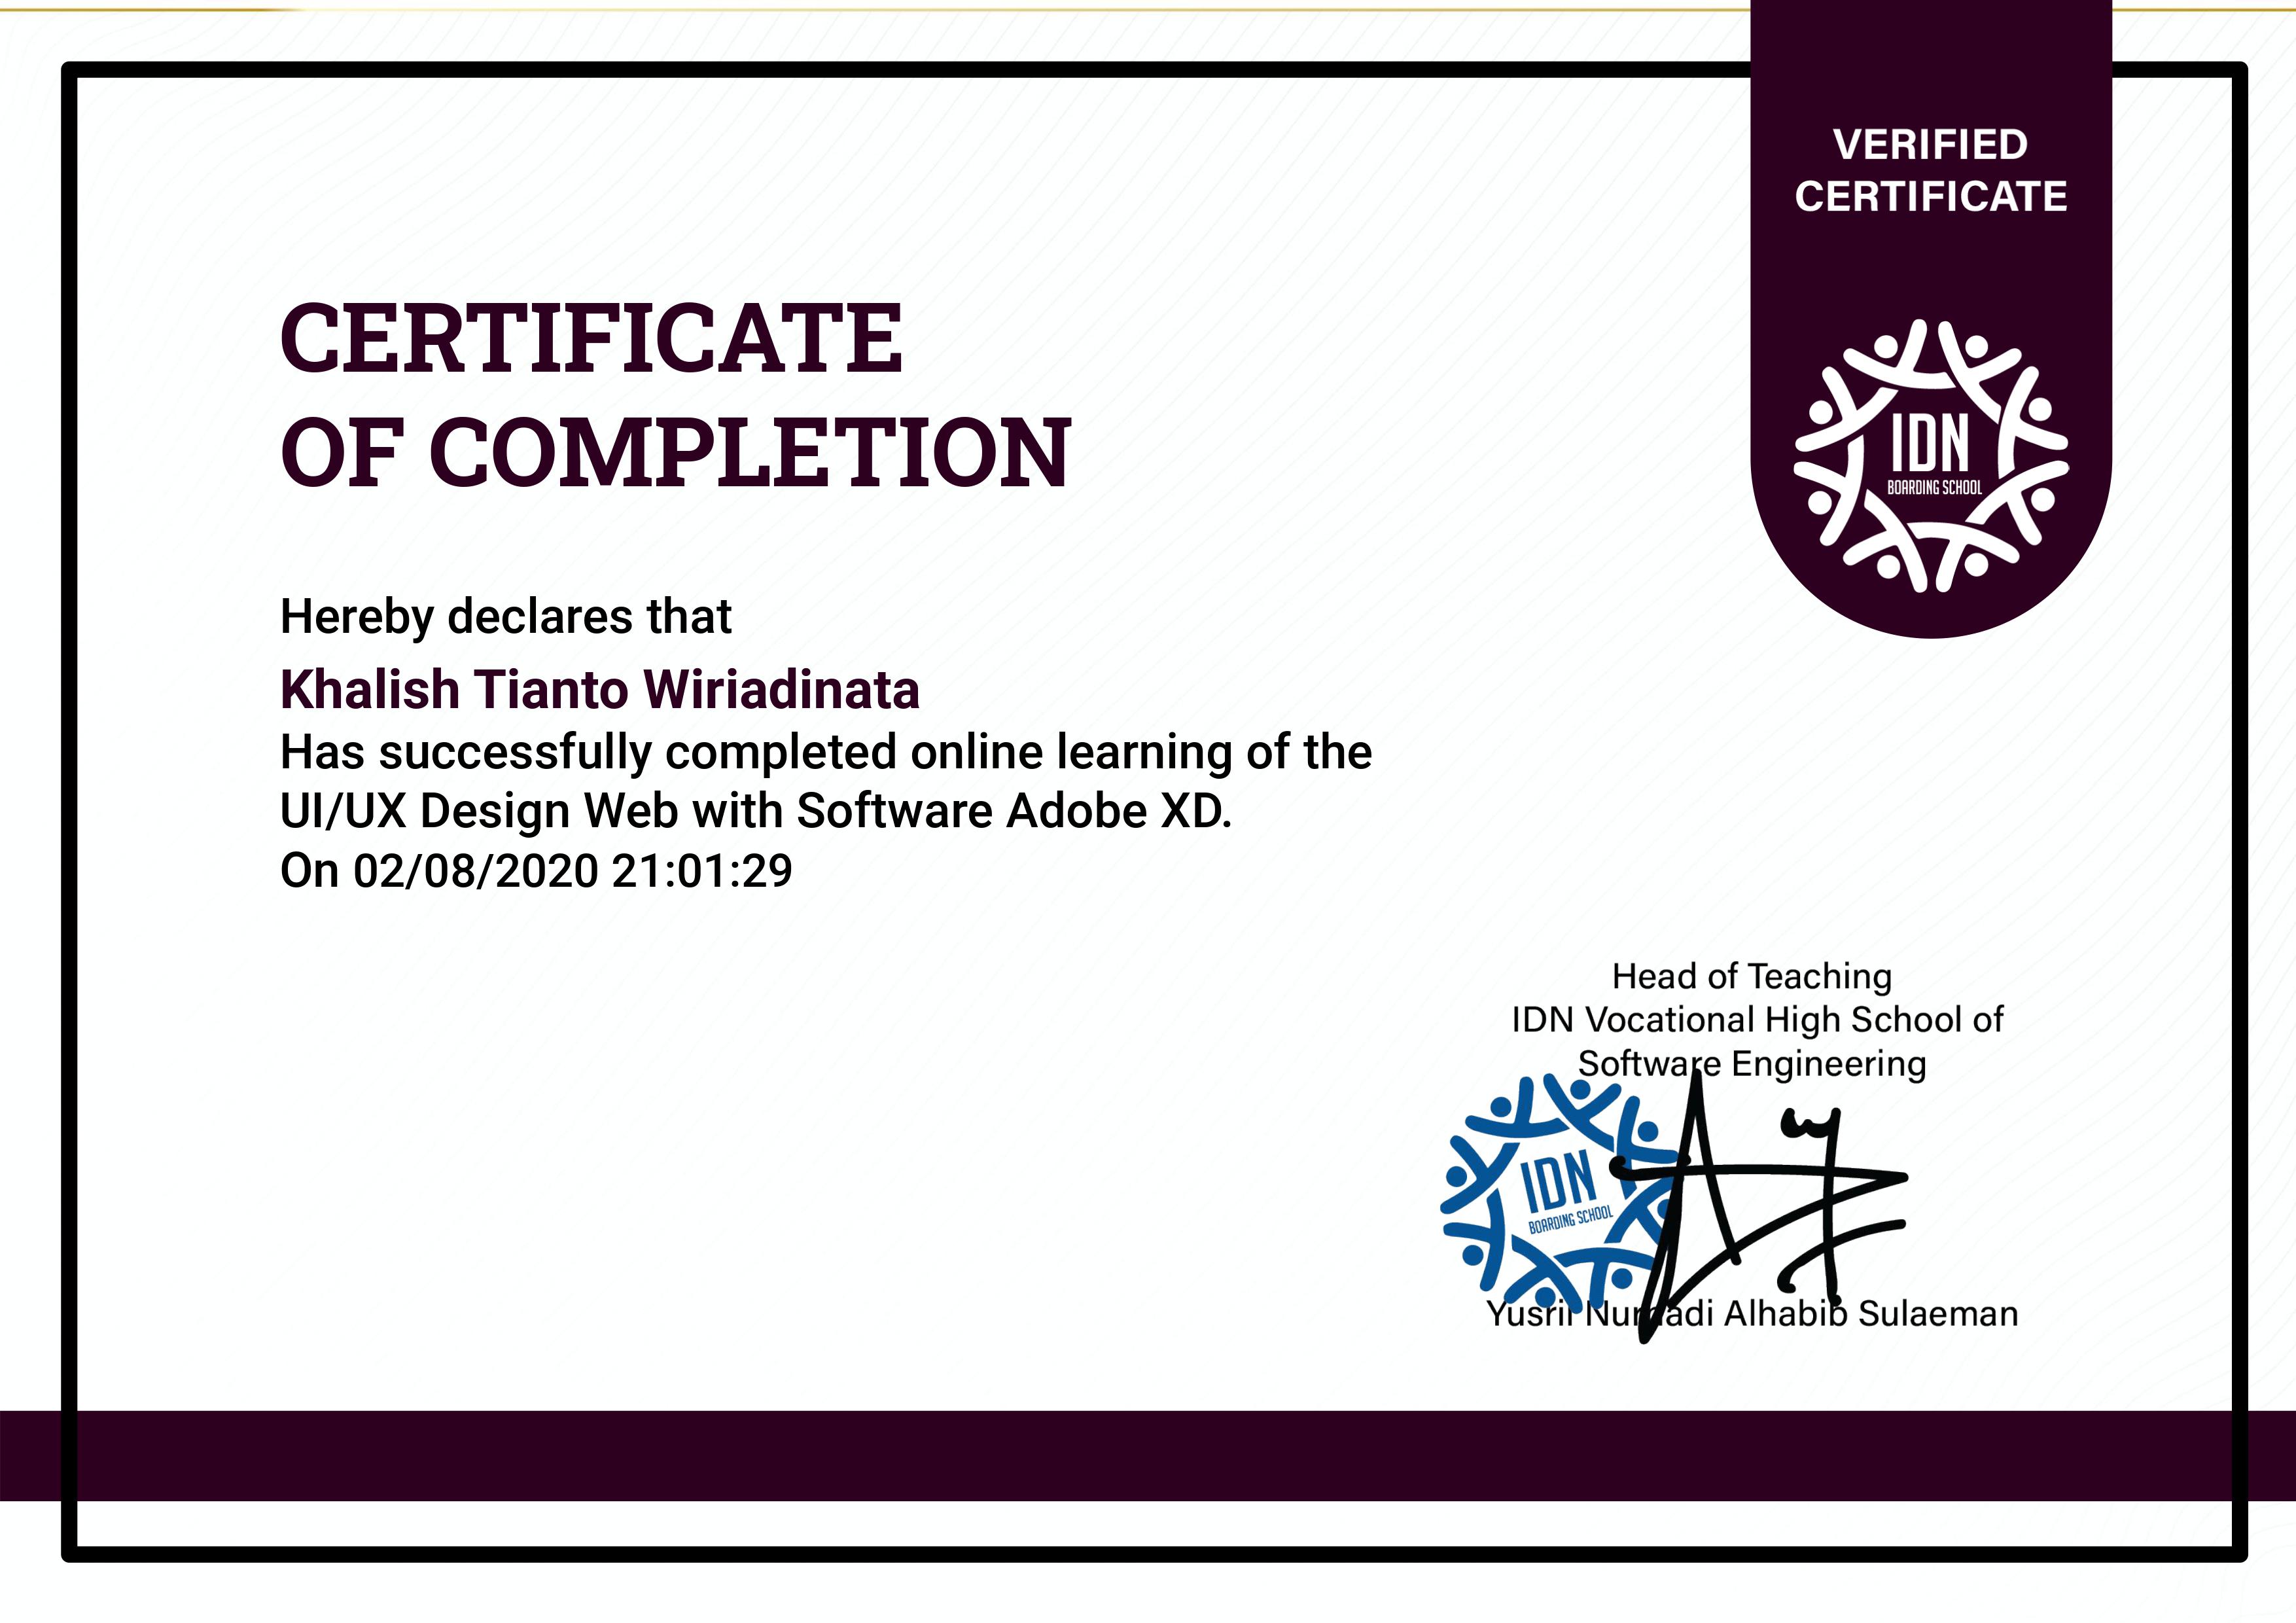 VERIFIED
CERTIFICATE
IDN
BOARDING SCHOOL
CERTIFICATE
OF COMPLETION
Hereby declares that
Khalish Tianto Wiriadinata
Has successfully completed online learning of the
UI/UX Design Web with Software Adobe XD.
On 02/08/2020 21:01:29
Head of Teaching
IDN Vocational High School of
Software Engineering
IDN
BOARDING SCHOOL
Yusril Alhabib Sulaeman